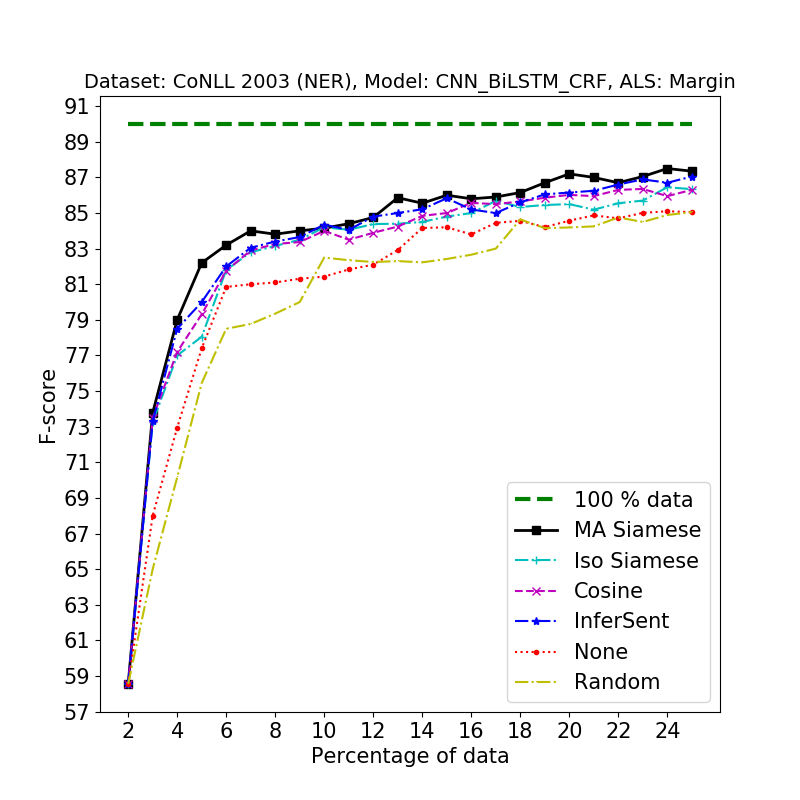 Dataset: CoNLL 2003 (NER), Model: CNN_BiLSTM_CRF, ALS: Margin
91
89
87
85
83
81
79
77
75
73
71
69
67
65
63
61
59
57
F-score
100 % data
MA Siamese
Iso Siamese
Cosine
InferSent
None
Random
2 4 6 8 10 12 14 16 18 20 22 24
Percentage of data